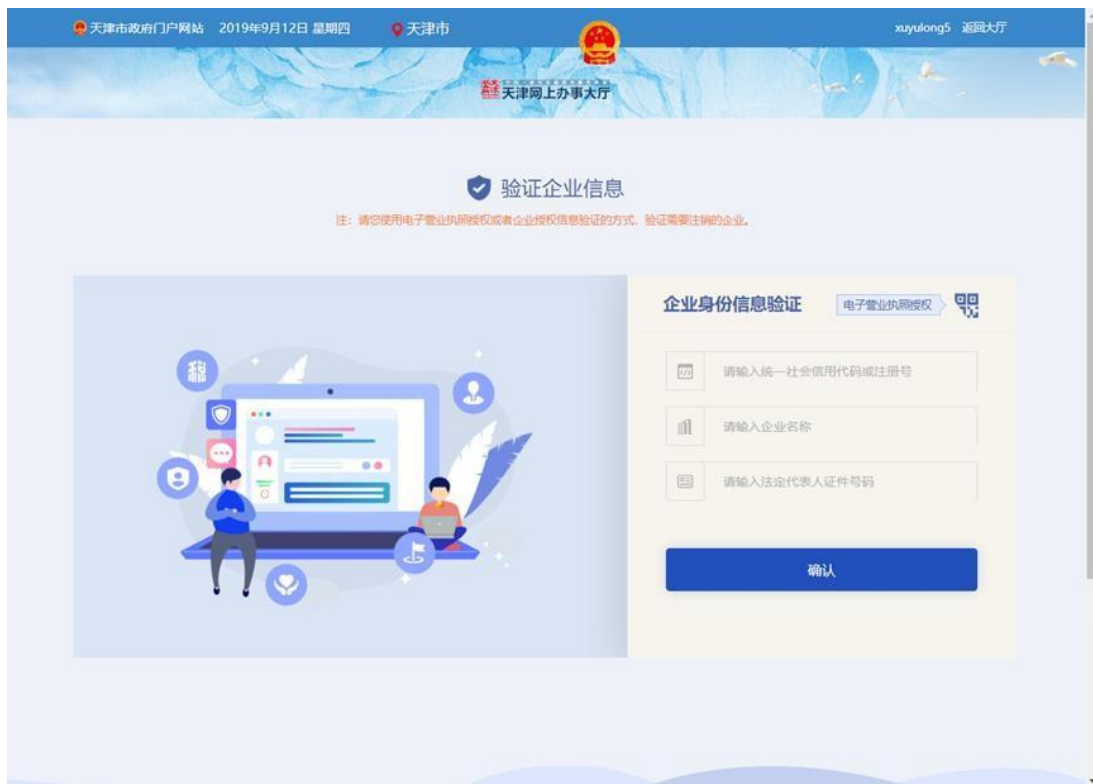 天津市政府门户网站 2019年9月12日 星期四 天津市 xuyulong5 返回大厅
天津网上办事大厅
验证企业信息
注：请您使用电子营业执照授权或者企业授权信息验证的方式，验证需要注销的企业。
企业身份信息验证 电子营业执照授权
请输入统一社会信用代码或注册号
请输入企业名称
请输入法定代表人证件号码
确认
税